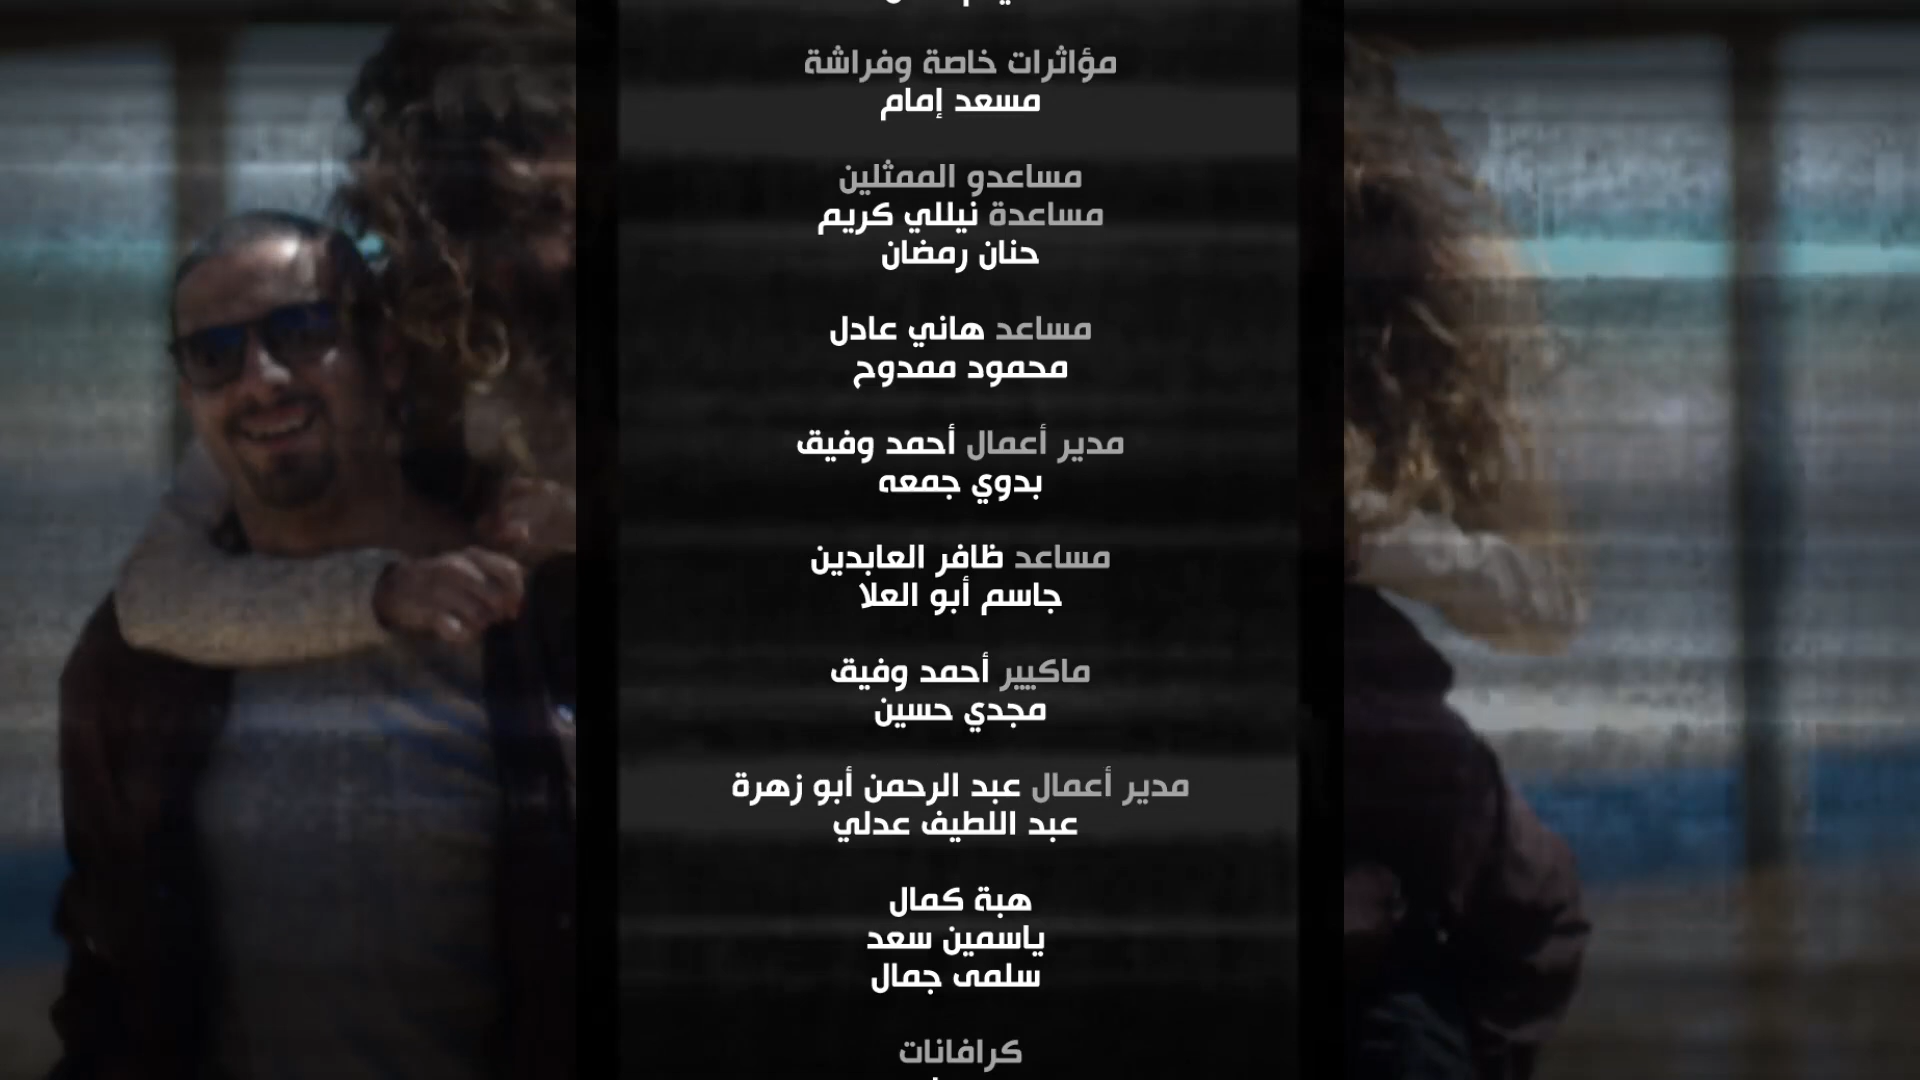 مؤاثرات خاصة وفراشة
مسعد إمام
مساعدو الممثلين
مساعدة نيللي كريم
حنان رمضان
مساعد هاني عادل
محمود ممدوح
مدير أعمال أحمد وفيق
بدوي جمعه
مساعد ظافر العابدين
جاسم أبو العلا
ماكيير أحمد وفيق
مجدي حسين
مدير أعمال عبد الرحمن أبو زهرة
عبد اللطيف عدلي
هبة كمال
ياسمين سعد
سلمى جمال
كرافانات